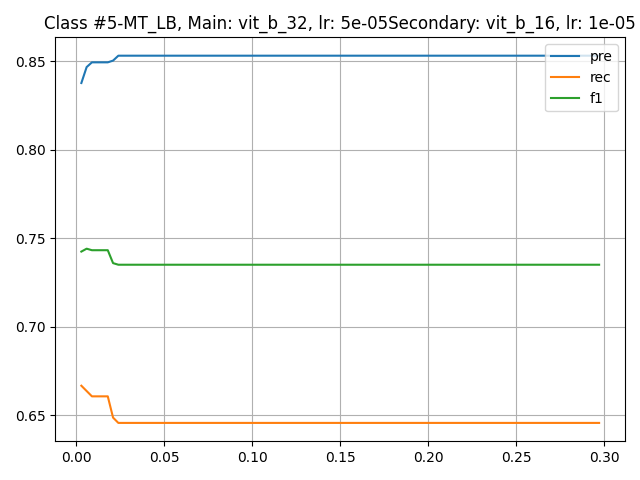 Class #5-MT_LB, Main: vit_b_32, lr: 5e-05Secondary: vit_b_16, lr: 1e-05
pre
rec
f1
0.85
0.80
0.75
0.70
0.65
0.00 0.05 0.10 0.15 0.20 0.25 0.30